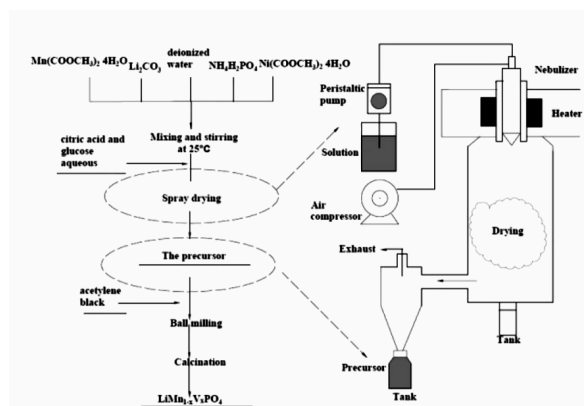 deionized
water
Mn(COOCH₃)₂ 4H₂O
Li₂CO₃
NH₄H₂PO₄
Ni(COOCH₃)₂ 4H₂O
Mixing and stirring
at 25°C
citric acid and
glucose
aqueous
Spray drying
The precursor
acetylene
black
Ball milling
Calcination
LiMn₁₋ₓVₓPO₄
Nebulizer
Peristaltic
pump
Heater
Solution
Air
compressor
Drying
Exhaust
Tank
Precursor
Tank